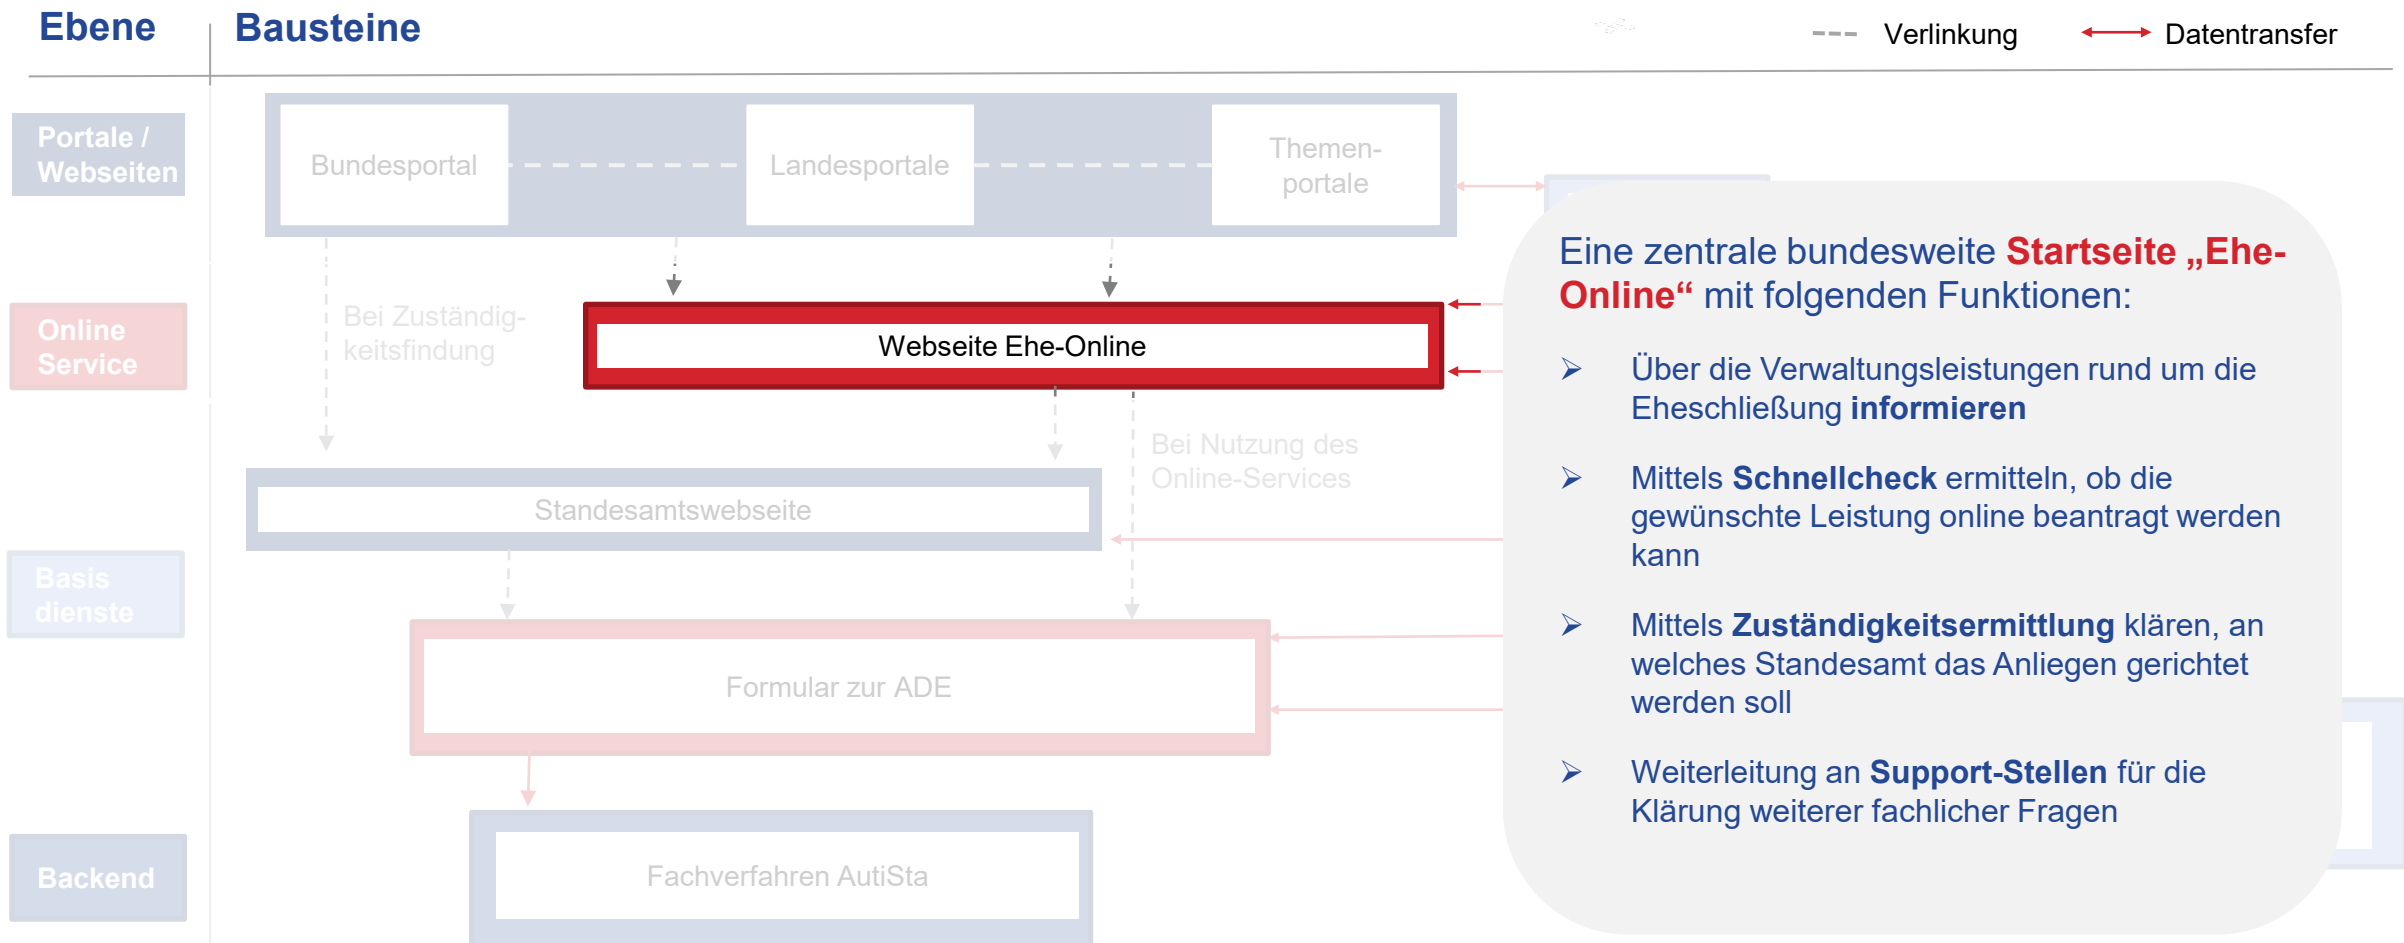 Ebene
Bausteine
Verlinkung
Datentransfer
Portale /
Webseiten
Bundesportal
Landesportale
Themen-
portale
Online
Service
Bei Zuständig-
keitsfindung
Webseite Ehe-Online
Bei Nutzung des
Online-Services
Standesamtswebseite
Basis
dienste
Formular zur ADE
Backend
Fachverfahren AutiSta
Eine zentrale bundesweite Startseite „Ehe-
Online“ mit folgenden Funktionen:
Über die Verwaltungsleistungen rund um die
Eheschließung informieren
Mittels Schnellcheck ermitteln, ob die
gewünschte Leistung online beantragt werden
kann
Mittels Zuständigkeitsermittlung klären, an
welches Standesamt das Anliegen gerichtet
werden soll
Weiterleitung an Support-Stellen für die
Klärung weiterer fachlicher Fragen